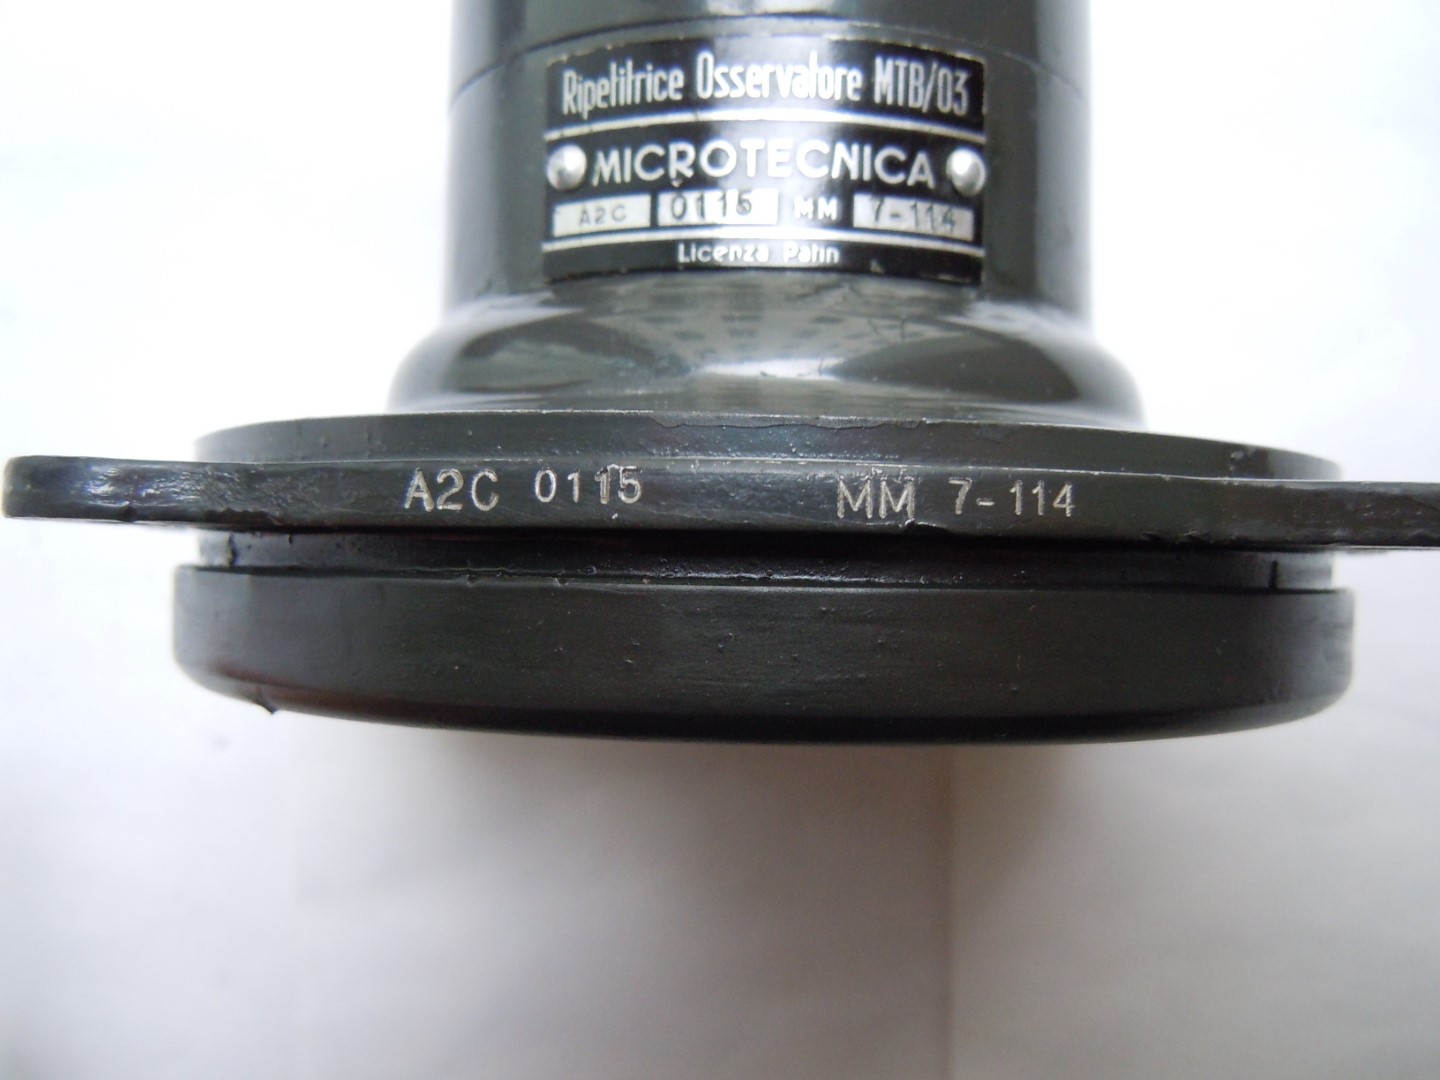 Ripetitrice Osservatore MTB/03
MICROTECNICA
A2C 0115 MM 7-114
Licenza Patin
A2C 0115 MM 7-114